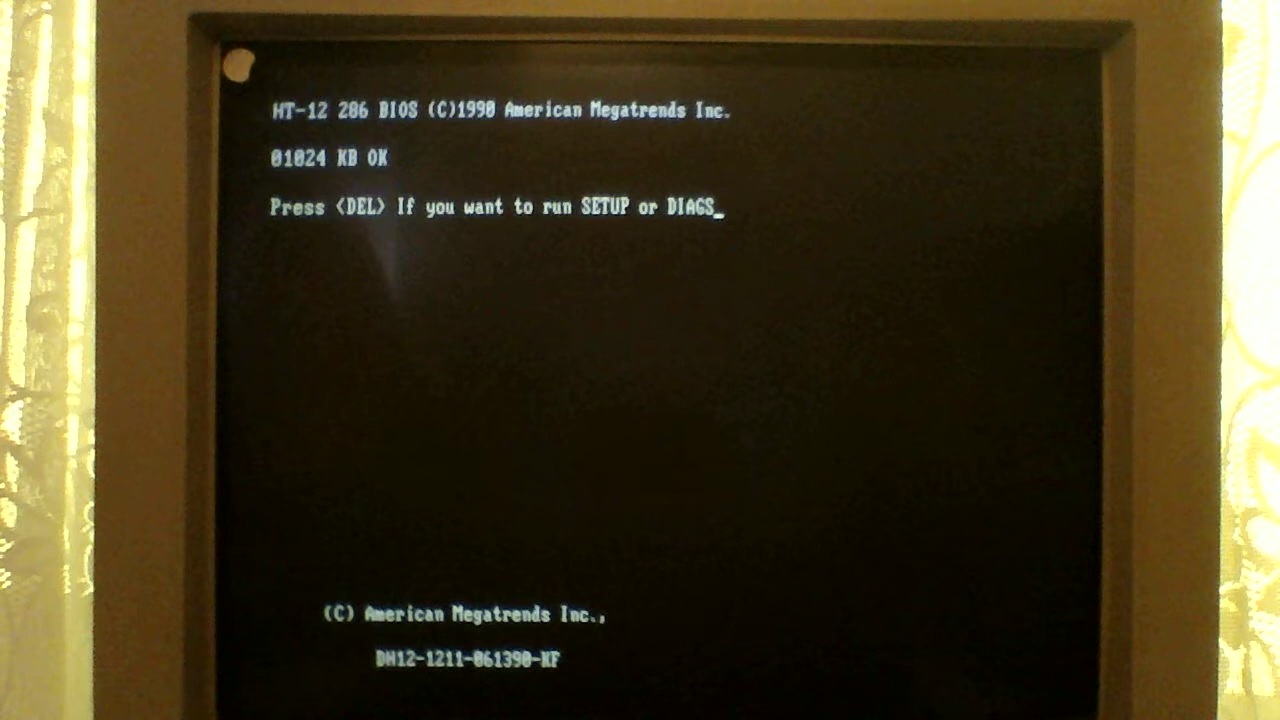 HT-12 286 BIOS (C)1990 American Megatrends Inc.
01024 KB OK
Press <DEL> If you want to run SETUP or DIAGS_
(C) American Megatrends Inc.,
DH12-1211-061390-KF